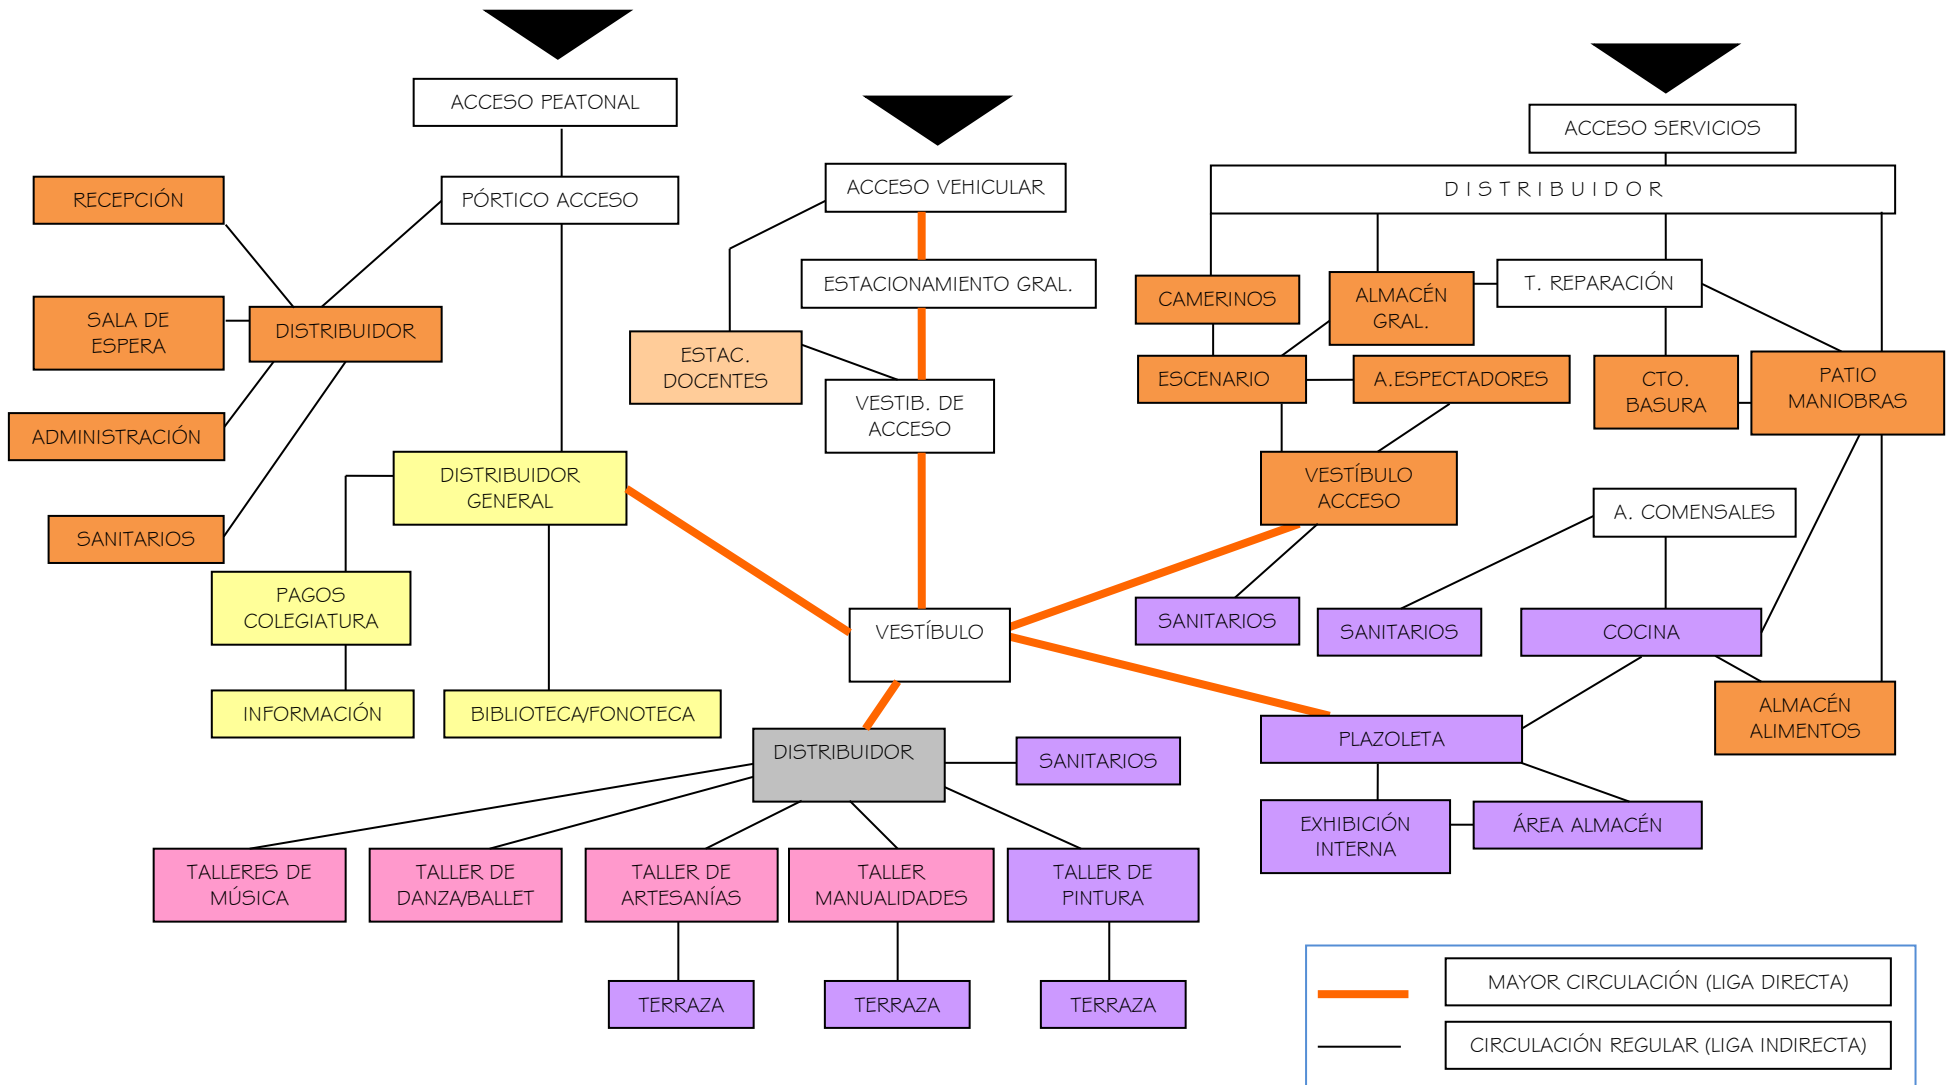 ACCESO PEATONAL
ACCESO SERVICIOS
ACCESO VEHICULAR
D I S T R I B U I D O R
RECEPCIÓN
PÓRTICO ACCESO
ESTACIONAMIENTO GRAL.
T. REPARACIÓN
CAMERINOS
ALMACÉN
GRAL.
SALA DE
ESPERA
DISTRIBUIDOR
ESTAC.
DOCENTES
ESCENARIO
A.ESPECTADORES
CTO.
BASURA
PATIO
MANIOBRAS
VESTIB. DE
ACCESO
ADMINISTRACIÓN
DISTRIBUIDOR
GENERAL
VESTÍBULO
ACCESO
A. COMENSALES
SANITARIOS
PAGOS
COLEGIATURA
VESTÍBULO
SANITARIOS
SANITARIOS
COCINA
INFORMACIÓN
BIBLIOTECA/FONOTECA
ALMACÉN
ALIMENTOS
PLAZOLETA
DISTRIBUIDOR
SANITARIOS
EXHIBICIÓN
INTERNA
ÁREA ALMACÉN
TALLERES DE
MÚSICA
TALLER DE
DANZA/BALLET
TALLER DE
ARTESANÍAS
TALLER
MANUALIDADES
TALLER DE
PINTURA
TERRAZA
TERRAZA
TERRAZA
MAYOR CIRCULACIÓN (LIGA DIRECTA)
CIRCULACIÓN REGULAR (LIGA INDIRECTA)